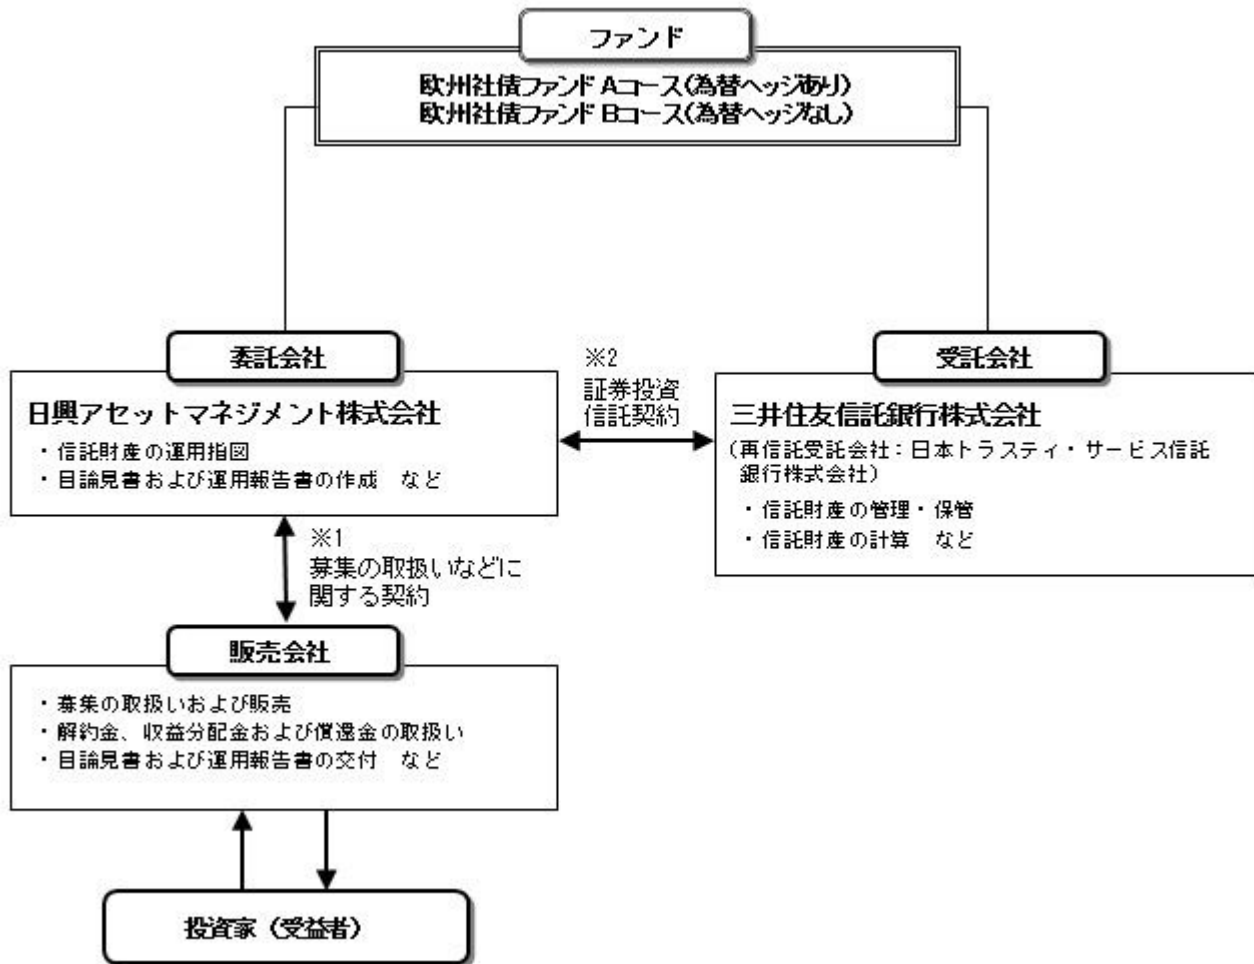 ファンド
欧州社債ファンド Aコース(為替ヘッジあり)
欧州社債ファンド Bコース(為替ヘッジなし)
委託会社
日興アセットマネジメント株式会社
・信託財産の運用指図
・目論見書および運用報告書の作成 など
※2
証券投資
信託契約
受託会社
三井住友信託銀行株式会社
(再信託受託会社:日本トラスティ・サービス信託
銀行株式会社)
・信託財産の管理・保管
・信託財産の計算 など
※1
募集の取扱いなどに
関する契約
販売会社
・募集の取扱いおよび販売
・解約金、収益分配金および償還金の取扱い
・目論見書および運用報告書の交付 など
投資家(受益者)